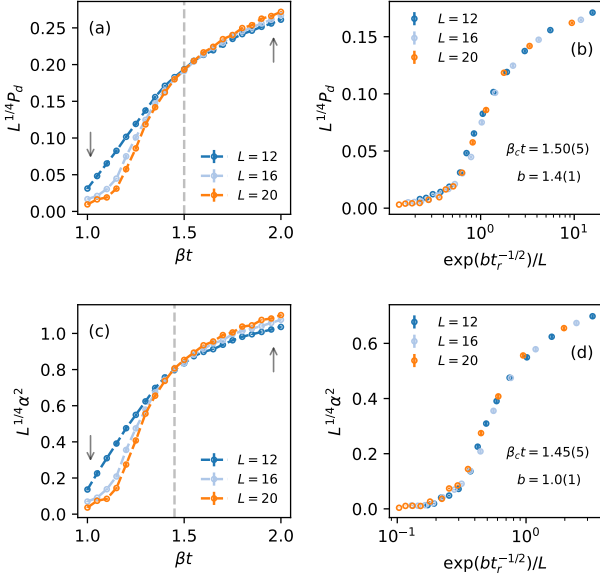 (a)
L^{1/4}P_d
0.25
0.20
0.15
0.10
0.05
0.00
L = 12
L = 16
L = 20
1.0
1.5
2.0
βt
(b)
L^{1/4}P_d
0.15
0.10
0.05
0.00
L = 12
L = 16
L = 20
β_c t = 1.50(5)
b = 1.4(1)
10^0
10^1
exp(bt_r^{−1/2})/L
(c)
L^{1/4}α^2
1.0
0.8
0.6
0.4
0.2
0.0
L = 12
L = 16
L = 20
1.0
1.5
2.0
βt
(d)
L^{1/4}α^2
0.6
0.4
0.2
0.0
L = 12
L = 16
L = 20
β_c t = 1.45(5)
b = 1.0(1)
10^{−1}
10^0
exp(bt_r^{−1/2})/L